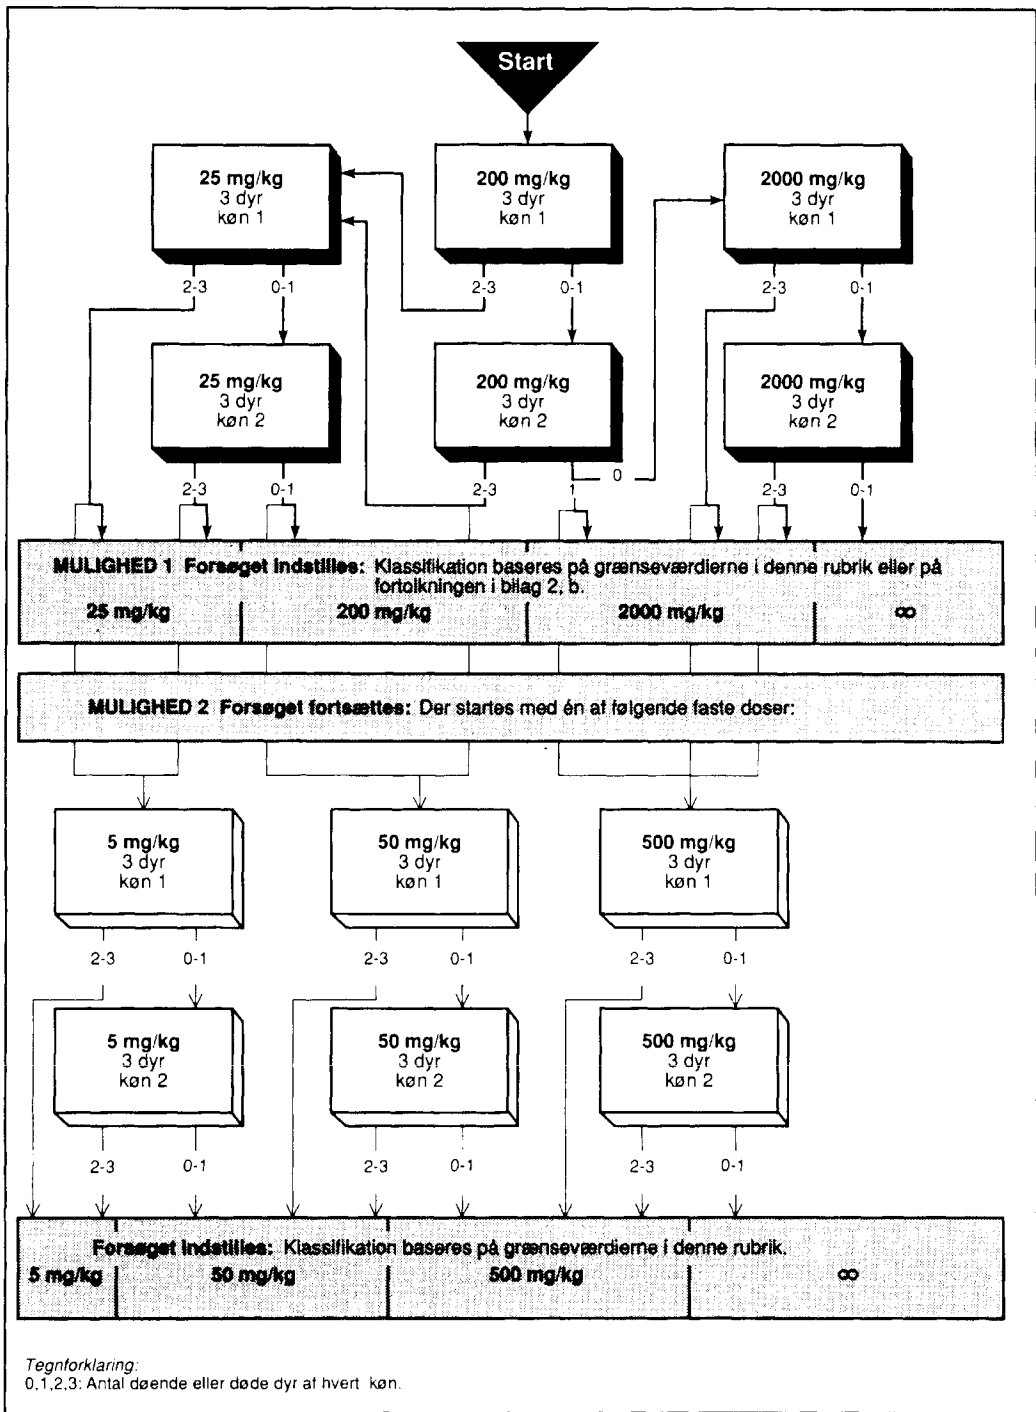 Start
25 mg/kg
3 dyr
køn 1
200 mg/kg
3 dyr
køn 1
2000 mg/kg
3 dyr
køn 1
2-3
0-1
2-3
0-1
2-3
0-1
25 mg/kg
3 dyr
køn 2
200 mg/kg
3 dyr
køn 2
2000 mg/kg
3 dyr
køn 2
2-3
0-1
2-3
1
0
2-3
0-1
MULIGHED 1 Forsøget indstilles: Klassifikation baseres på grænseværdierne i denne rubrik eller på
fortolkningen i bilag 2, b.
25 mg/kg
200 mg/kg
2000 mg/kg
∞
MULIGHED 2 Forsøget fortsættes: Der startes med én af følgende faste doser:
5 mg/kg
3 dyr
køn 1
50 mg/kg
3 dyr
køn 1
500 mg/kg
3 dyr
køn 1
2-3
0-1
2-3
0-1
2-3
0-1
5 mg/kg
3 dyr
køn 2
50 mg/kg
3 dyr
køn 2
500 mg/kg
3 dyr
køn 2
2-3
0-1
2-3
0-1
2-3
0-1
Forsøget indstilles: Klassifikation baseres på grænseværdierne i denne rubrik.
5 mg/kg
50 mg/kg
500 mg/kg
∞
Tegnforklaring:
0,1,2,3: Antal døende eller døde dyr af hvert køn.